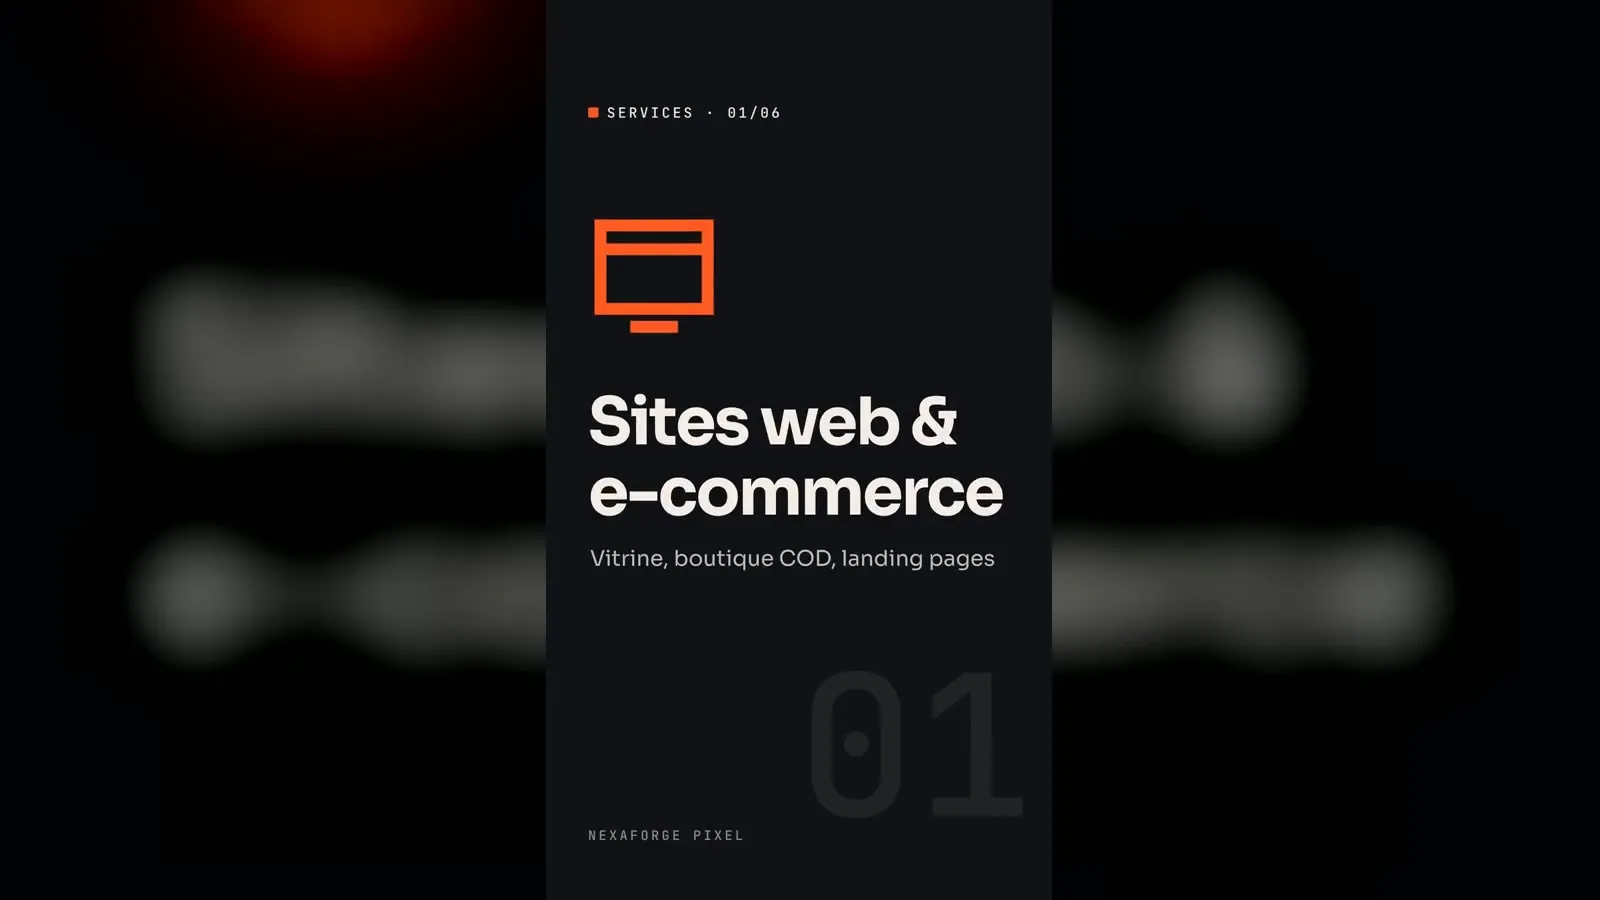 SERVICES · 01/06
Sites web &
e-commerce
Vitrine, boutique COD, landing pages
01
NEXAFORGE PIXEL